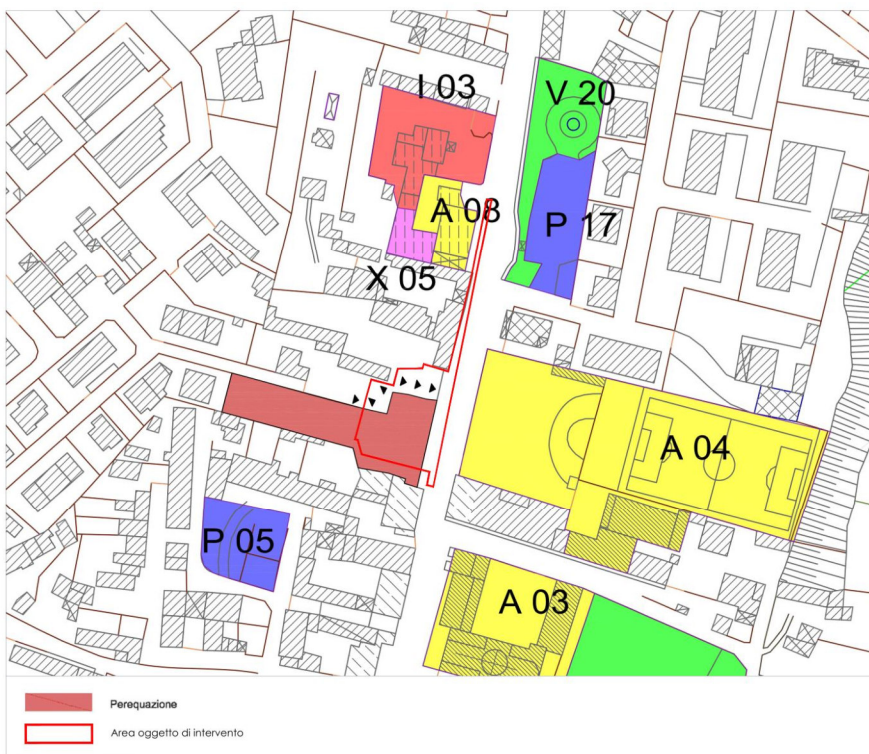 I 03
V 20
A 08
P 17
X 05
A 04
P 05
A 03
Perequazione
Area oggetto di intervento